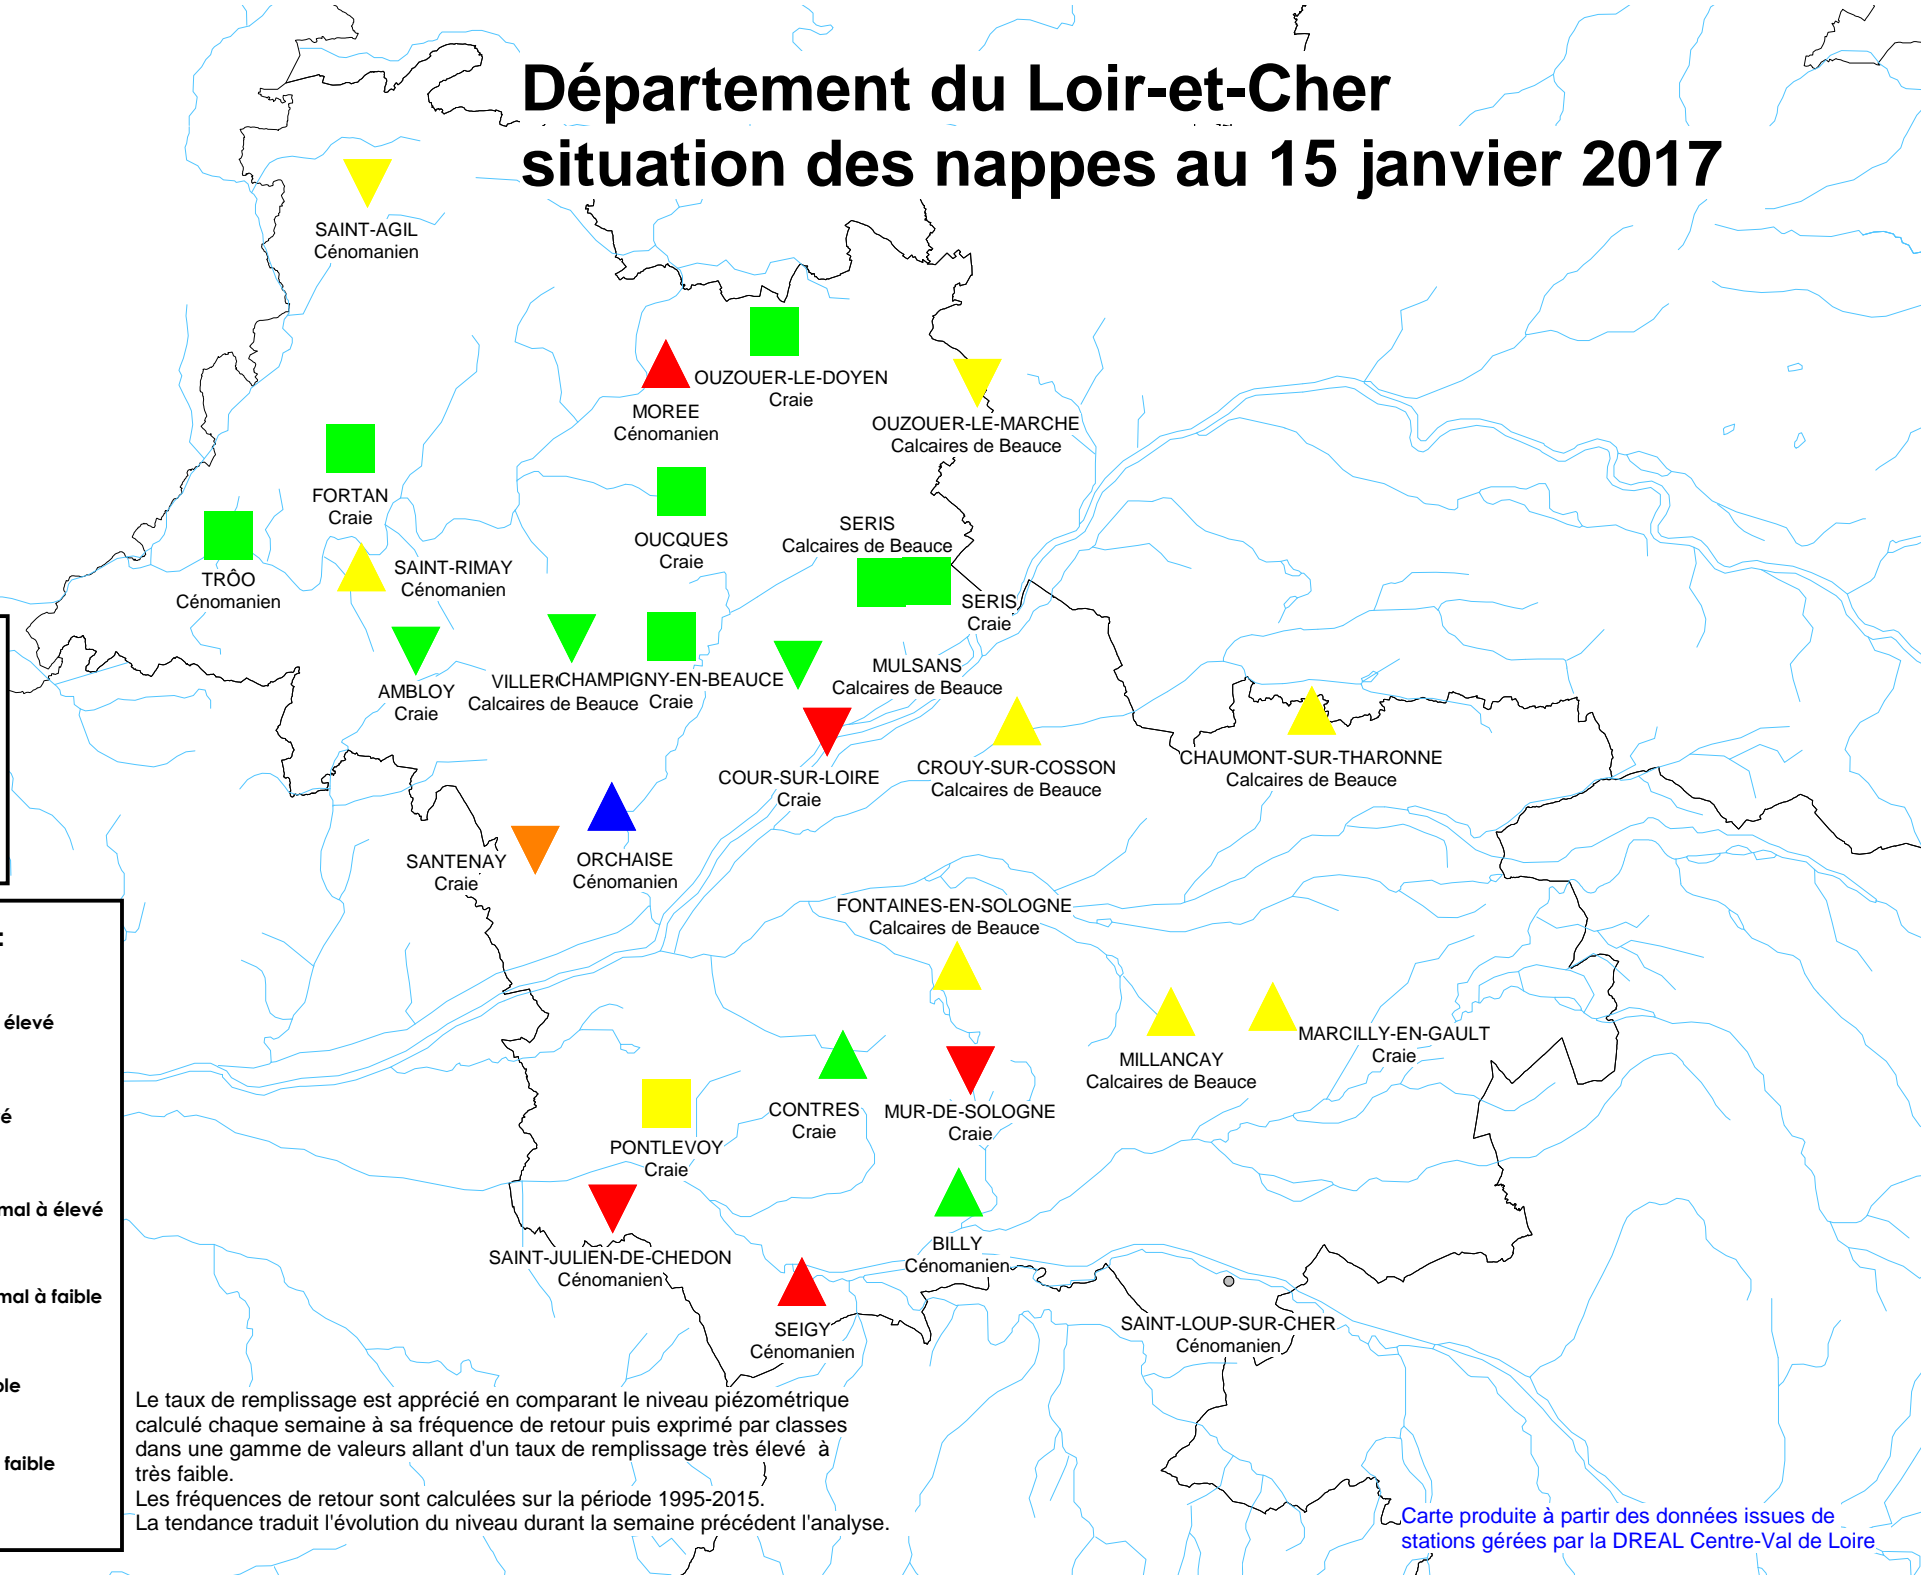 Département du Loir-et-Cher
situation des nappes au 15 janvier 2017
SAINT-AGIL
Cénomanien
OUZOUER-LE-DOYEN
Craie
MOREE
Cénomanien
OUZOUER-LE-MARCHE
Calcaires de Beauce
FORTAN
Craie
OUCQUES
Craie
SERIS
Calcaires de Beauce
TRÔO
Cénomanien
SAINT-RIMAY
Cénomanien
SERIS
Craie
AMBLOY
Craie
Calcaires de Beauce
CHAMPIGNY-EN-BEAUCE
Craie
MULSANS
Calcaires de Beauce
COUR-SUR-LOIRE
Craie
CROUY-SUR-COSSON
Calcaires de Beauce
CHAUMONT-SUR-THARONNE
Calcaires de Beauce
SANTENAY
Craie
ORCHAISE
Cénomanien
FONTAINES-EN-SOLOGNE
Calcaires de Beauce
MILLANCAY
Calcaires de Beauce
MARCILLY-EN-GAULT
Craie
CONTRES
Craie
MUR-DE-SOLOGNE
Craie
PONTLEVOY
Craie
SAINT-JULIEN-DE-CHEDON
Cénomanien
BILLY
Cénomanien
SEIGY
Cénomanien
SAINT-LOUP-SUR-CHER
Cénomanien
:
élevé
à élevé
à faible
faible
Le taux de remplissage est apprécié en comparant le niveau piézométrique
calculé chaque semaine à sa fréquence de retour puis exprimé par classes
dans une gamme de valeurs allant d'un taux de remplissage très élevé à
très faible.
Les fréquences de retour sont calculées sur la période 1995-2015.
La tendance traduit l'évolution du niveau durant la semaine précédent l'analyse.
Carte produite à partir des données issues de
stations gérées par la DREAL Centre-Val de Loire